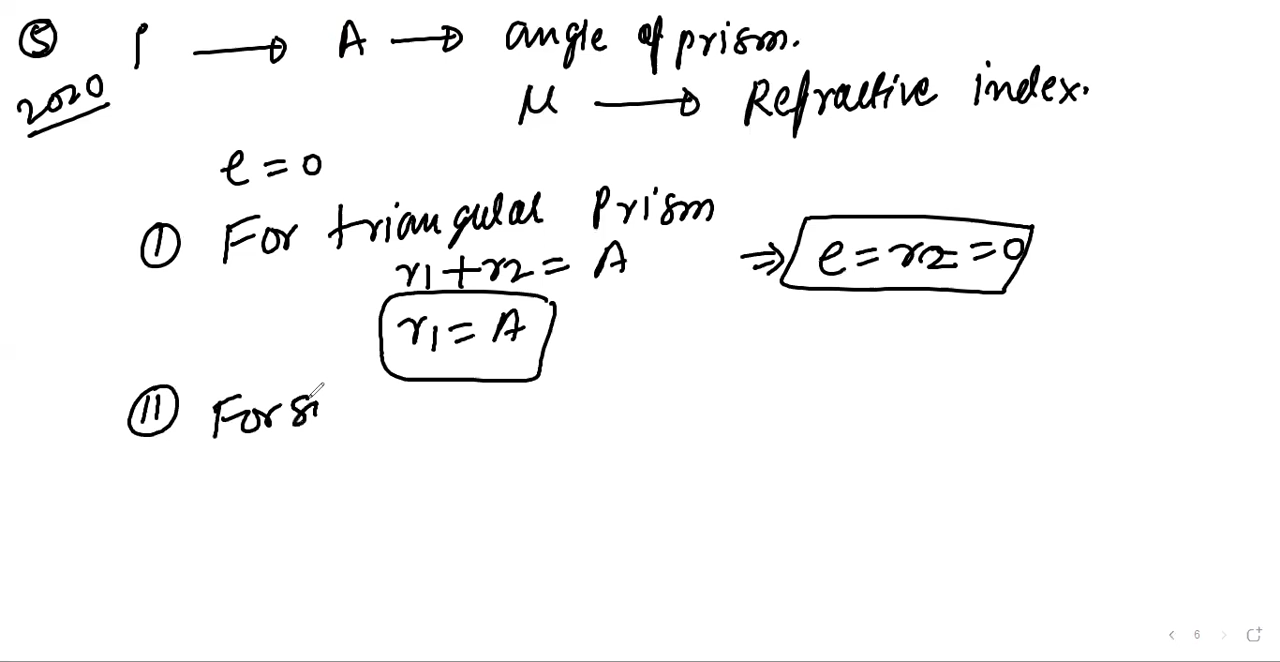 ⑤ i → A → angle of prism.
2020
μ → Refractive index.
e = 0
① For triangular Prism
r1 + r2 = A ⇒ e = r2 = 0
r1 = A
⑪ For s
6